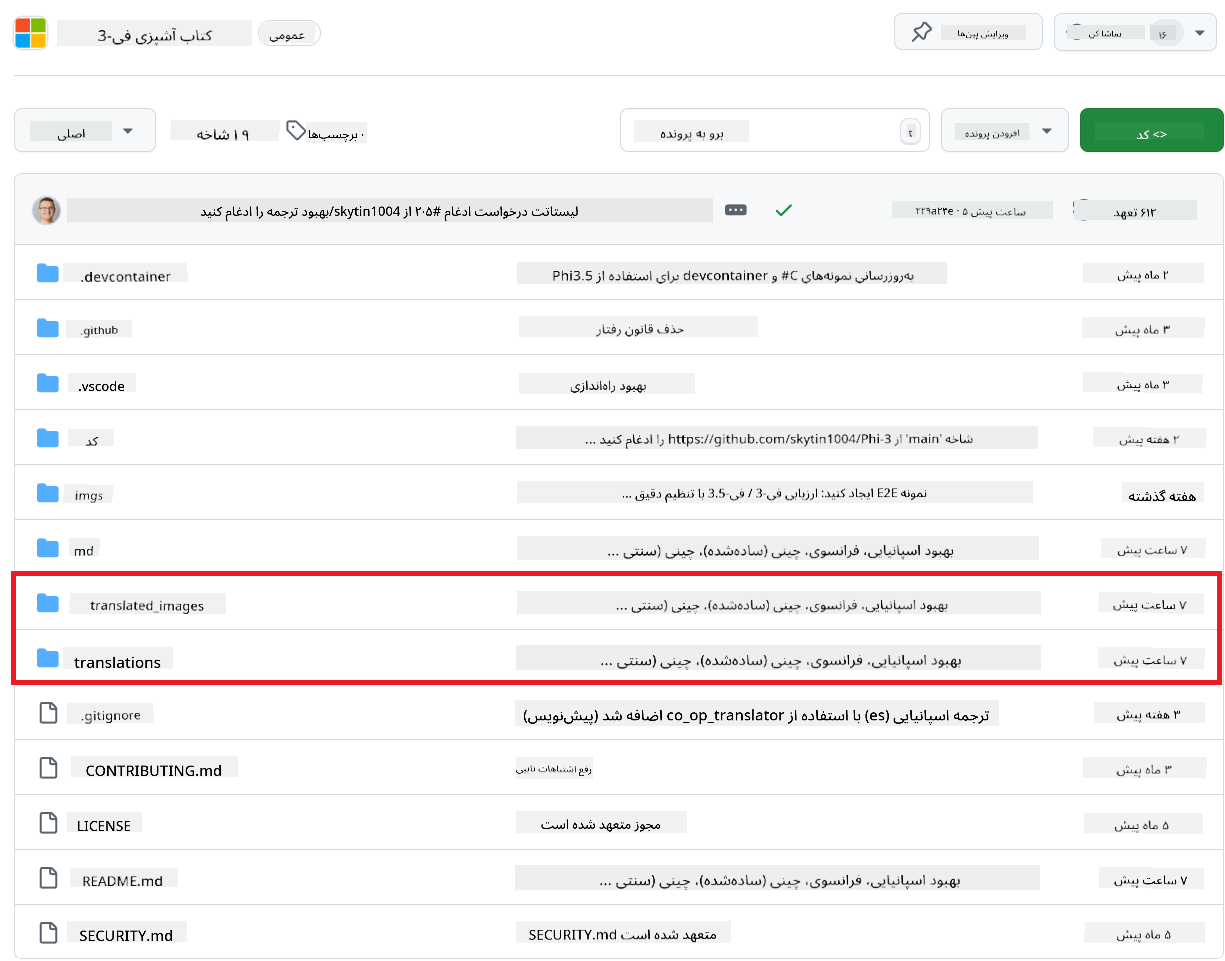 کتاب آشپزی فی-3 عمومی ویرایش پین‌ها تماشا کن ۱۶
اصلی ۱۹ شاخه ۰ برچسب‌ها برو به پرونده t افزودن پرونده <> کد
لیستانت درخواست ادغام #۲۰۵ از skytin1004/بهبود ترجمه را ادغام کنید ۲۲۹a۲۳e · ۵ ساعت پیش ۶۱۲ تعهد
.devcontainer به‌روزرسانی نمونه‌های C# و devcontainer برای استفاده از Phi3.5 ۲ ماه پیش
.github حذف قانون رفتار ۳ ماه پیش
.vscode بهبود راه‌اندازی ۳ ماه پیش
کد شاخه 'main' از https://github.com/skytin1004/Phi-3 را ادغام کنید ... ۲ هفته پیش
imgs نمونه E2E ایجاد کنید: ارزیابی فی-3 / فی-3.5 با تنظیم دقیق ... هفته گذشته
md بهبود اسپانیایی، فرانسوی، چینی (ساده‌شده)، چینی (سنتی ... ۷ ساعت پیش
translated_images بهبود اسپانیایی، فرانسوی، چینی (ساده‌شده)، چینی (سنتی ... ۷ ساعت پیش
translations بهبود اسپانیایی، فرانسوی، چینی (ساده‌شده)، چینی (سنتی ... ۷ ساعت پیش
.gitignore ترجمه اسپانیایی (es) با استفاده از co_op_translator اضافه شد (پیش‌نویس) ۳ هفته پیش
CONTRIBUTING.md رفع اشتباهات تایپی ۳ ماه پیش
LICENSE مجوز متعهد شده است ۵ ماه پیش
README.md بهبود اسپانیایی، فرانسوی، چینی (ساده‌شده)، چینی (سنتی ... ۷ ساعت پیش
SECURITY.md SECURITY.md متعهد شده است ۵ ماه پیش